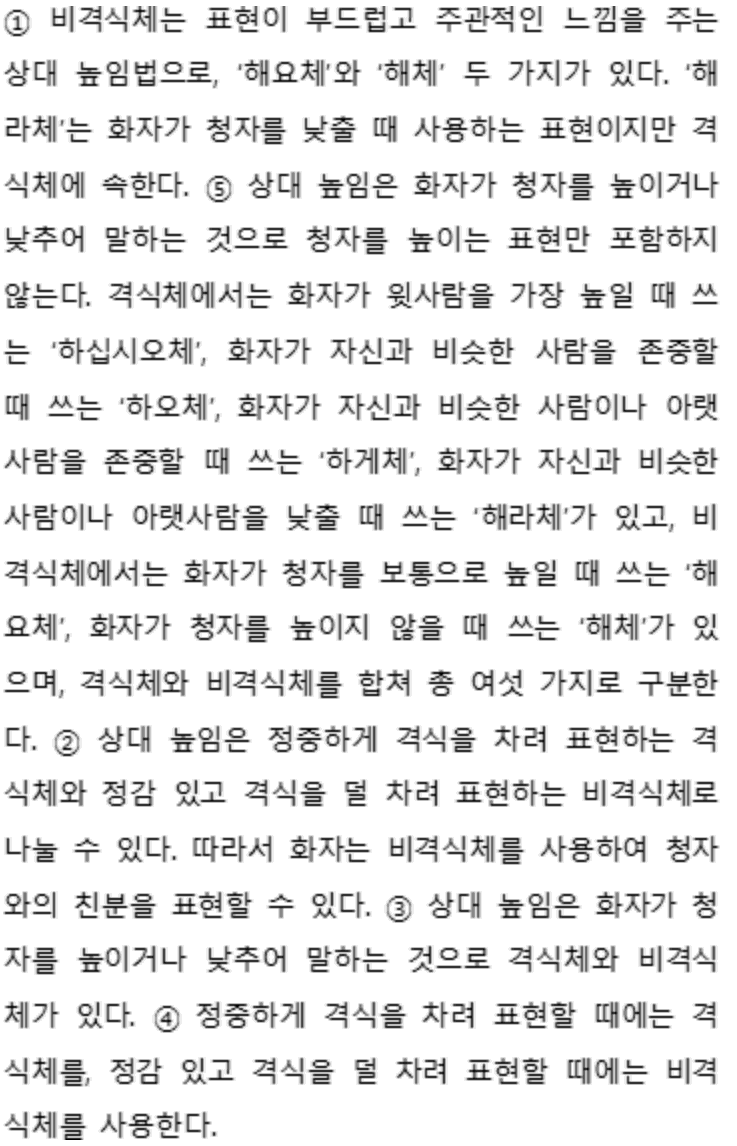 ① 비격식체는 표현이 부드럽고 주관적인 느낌을 주는
상대 높임법으로, ‘해요체’와 ‘해체’ 두 가지가 있다. ‘해
라체’는 화자가 청자를 낮출 때 사용하는 표현이지만 격
식체에 속한다. ⑤ 상대 높임은 화자가 청자를 높이거나
낮추어 말하는 것으로 청자를 높이는 표현만 포함하지
않는다. 격식체에서는 화자가 윗사람을 가장 높일 때 쓰
는 ‘하십시오체’, 화자가 자신과 비슷한 사람을 존중할
때 쓰는 ‘하오체’, 화자가 자신과 비슷한 사람이나 아랫
사람을 존중할 때 쓰는 ‘하게체’, 화자가 자신과 비슷한
사람이나 아랫사람을 낮출 때 쓰는 ‘해라체’가 있고, 비
격식체에서는 화자가 청자를 보통으로 높일 때 쓰는 ‘해
요체’, 화자가 청자를 높이지 않을 때 쓰는 ‘해체’가 있
으며, 격식체와 비격식체를 합쳐 총 여섯 가지로 구분한
다. ② 상대 높임은 정중하게 격식을 차려 표현하는 격
식체와 정감 있고 격식을 덜 차려 표현하는 비격식체로
나눌 수 있다. 따라서 화자는 비격식체를 사용하여 청자
와의 친분을 표현할 수 있다. ③ 상대 높임은 화자가 청
자를 높이거나 낮추어 말하는 것으로 격식체와 비격식
체가 있다. ④ 정중하게 격식을 차려 표현할 때에는 격
식체를, 정감 있고 격식을 덜 차려 표현할 때에는 비격
식체를 사용한다.